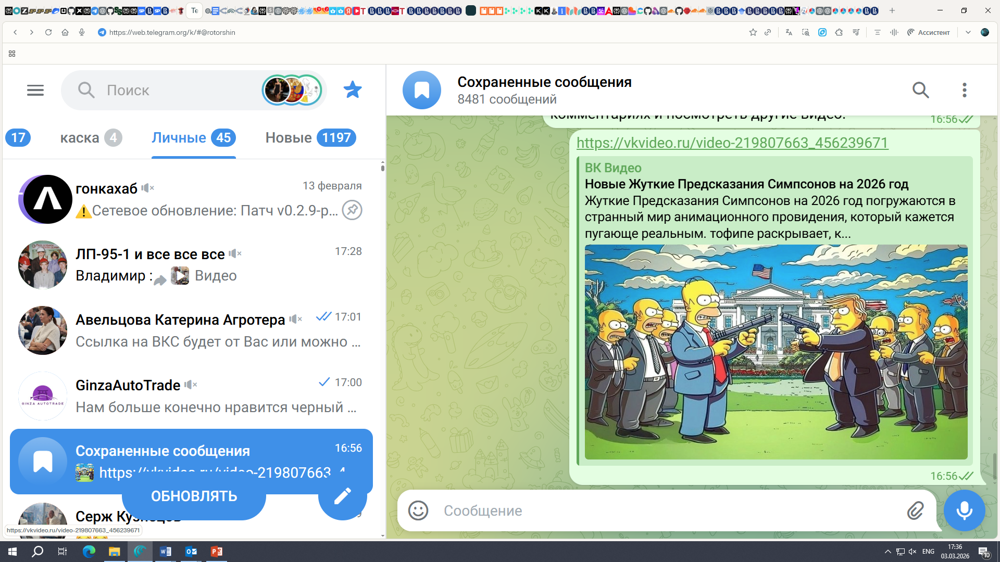 Te
https://web.telegram.org/k/#@rotorshin
Ассистент
Поиск
17
каска 4
Личные 45
Новые 1197
гонкахаб
13 февраля
Сетевое обновление: Патч v0.2.9-p...
ЛП-95-1 и все все все
17:28
Владимир :
Видео
Авельцова Катерина Агротера
17:01
Ссылка на ВКС будет от Вас или можно ...
GINZA AUTOTRADE
GinzaAutoTrade
17:00
Нам больше конечно нравится черный ...
Сохраненные сообщения
16:56
https://vkvideo.ru/video-219807663_4
ОБНОВЛЯТЬ
Серж Кузнецов
https://vkvideo.ru/video-219807663_456239671
Сохраненные сообщения
8481 сообщений
комментариях и посмотреть другие видео.
16:56
https://vkvideo.ru/video-219807663_456239671
ВК Видео
Новые Жуткие Предсказания Симпсонов на 2026 год
Жуткие Предсказания Симпсонов на 2026 год погружаются в
странный мир анимационного провидения, который кажется
пугающе реальным. тофипе раскрывает, к...
16:56
Сообщение
ENG
17:36
03.03.2026
10